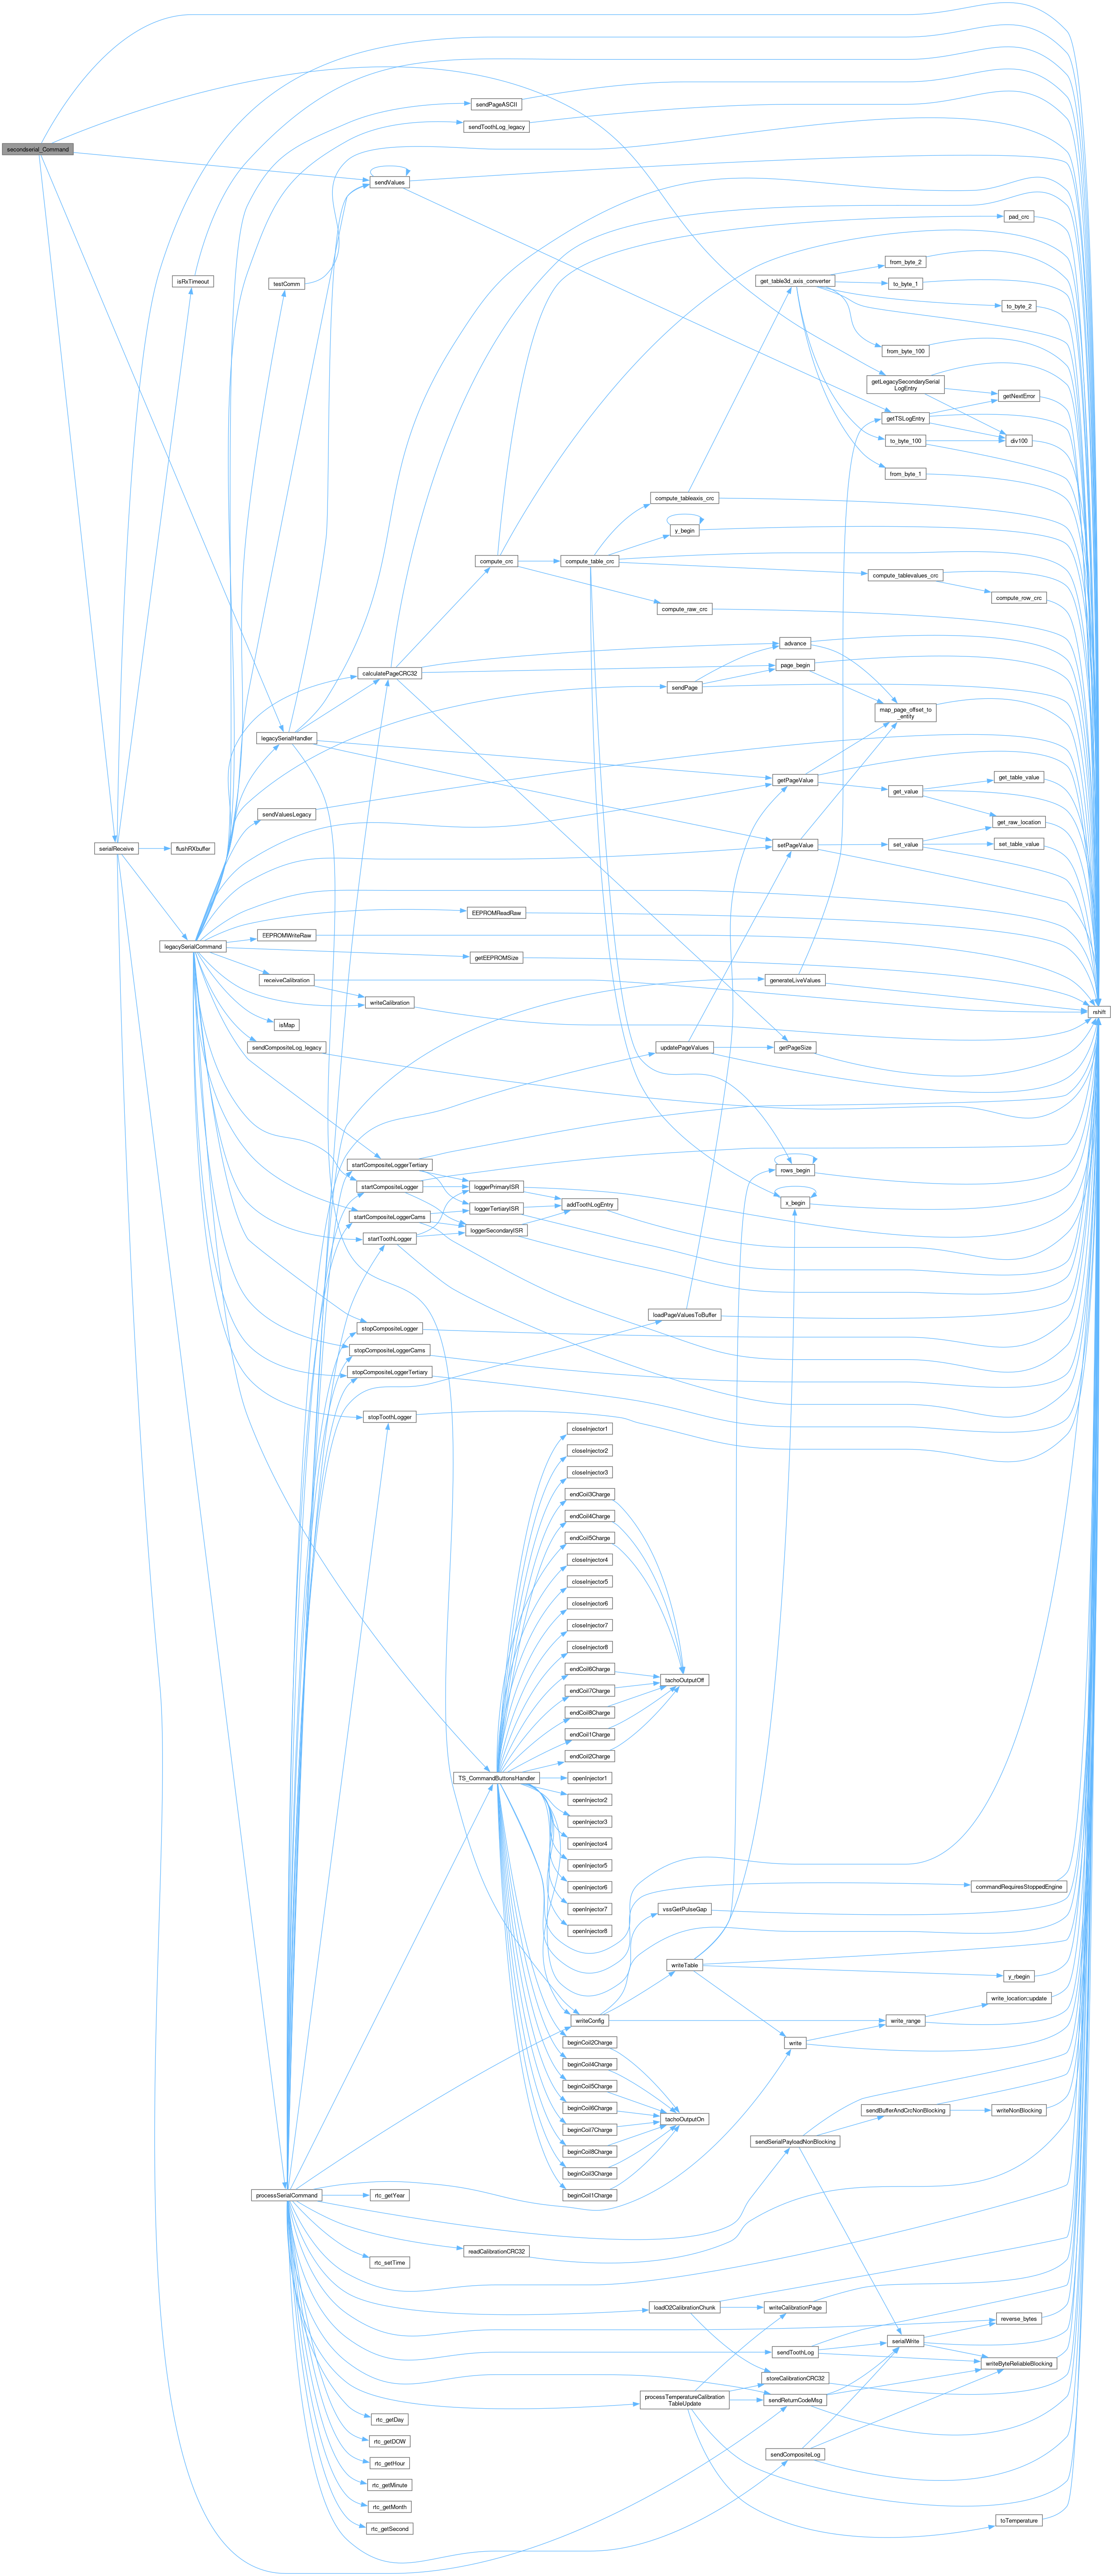 sendPageASCII
sendToothLog_legacy
secondserial_Command
sendValues
pad_crc
from_byte_2
isRxTimeout
testComm
get_table3d_axis_converter
to_byte_1
to_byte_2
from_byte_100
getLegacySecondarySerial
LogEntry
getNextError
getTSLogEntry
to_byte_100
div100
from_byte_1
compute_tableaxis_crc
y_begin
compute_crc
compute_table_crc
compute_tablevalues_crc
compute_row_crc
compute_raw_crc
advance
page_begin
calculatePageCRC32
sendPage
map_page_offset_to
_entity
legacySerialHandler
getPageValue
get_table_value
get_value
sendValuesLegacy
get_raw_location
serialReceive
flushRXbuffer
setPageValue
set_value
set_table_value
EEPROMReadRaw
EEPROMWriteRaw
legacySerialCommand
getEEPROMSize
receiveCalibration
generateLiveValues
writeCalibration
rshift
isMap
sendCompositeLog_legacy
updatePageValues
getPageSize
startCompositeLoggerTertiary
rows_begin
startCompositeLogger
loggerPrimaryISR
x_begin
addToothLogEntry
loggerTertiaryISR
startCompositeLoggerCams
loggerSecondaryISR
startToothLogger
loadPageValuesToBuffer
stopCompositeLogger
stopCompositeLoggerCams
stopCompositeLoggerTertiary
stopToothLogger
closeInjector1
closeInjector2
closeInjector3
endCoil3Charge
endCoil4Charge
endCoil5Charge
closeInjector4
closeInjector5
closeInjector6
closeInjector7
closeInjector8
endCoil6Charge
tachoOutputOff
endCoil7Charge
endCoil8Charge
endCoil1Charge
endCoil2Charge
TS_CommandButtonsHandler
openInjector1
openInjector2
openInjector3
openInjector4
openInjector5
openInjector6
commandRequiresStoppedEngine
openInjector7
vssGetPulseGap
openInjector8
writeTable
y_rbegin
write_location::update
writeConfig
write_range
beginCoil2Charge
write
beginCoil4Charge
beginCoil5Charge
beginCoil6Charge
sendBufferAndCrcNonBlocking
writeNonBlocking
tachoOutputOn
beginCoil7Charge
sendSerialPayloadNonBlocking
beginCoil8Charge
beginCoil3Charge
beginCoil1Charge
processSerialCommand
rtc_getYear
readCalibrationCRC32
rtc_setTime
loadO2CalibrationChunk
writeCalibrationPage
reverse_bytes
serialWrite
sendToothLog
writeByteReliableBlocking
storeCalibrationCRC32
processTemperatureCalibration
TableUpdate
sendReturnCodeMsg
rtc_getDay
rtc_getDOW
sendCompositeLog
rtc_getHour
rtc_getMinute
rtc_getMonth
toTemperature
rtc_getSecond